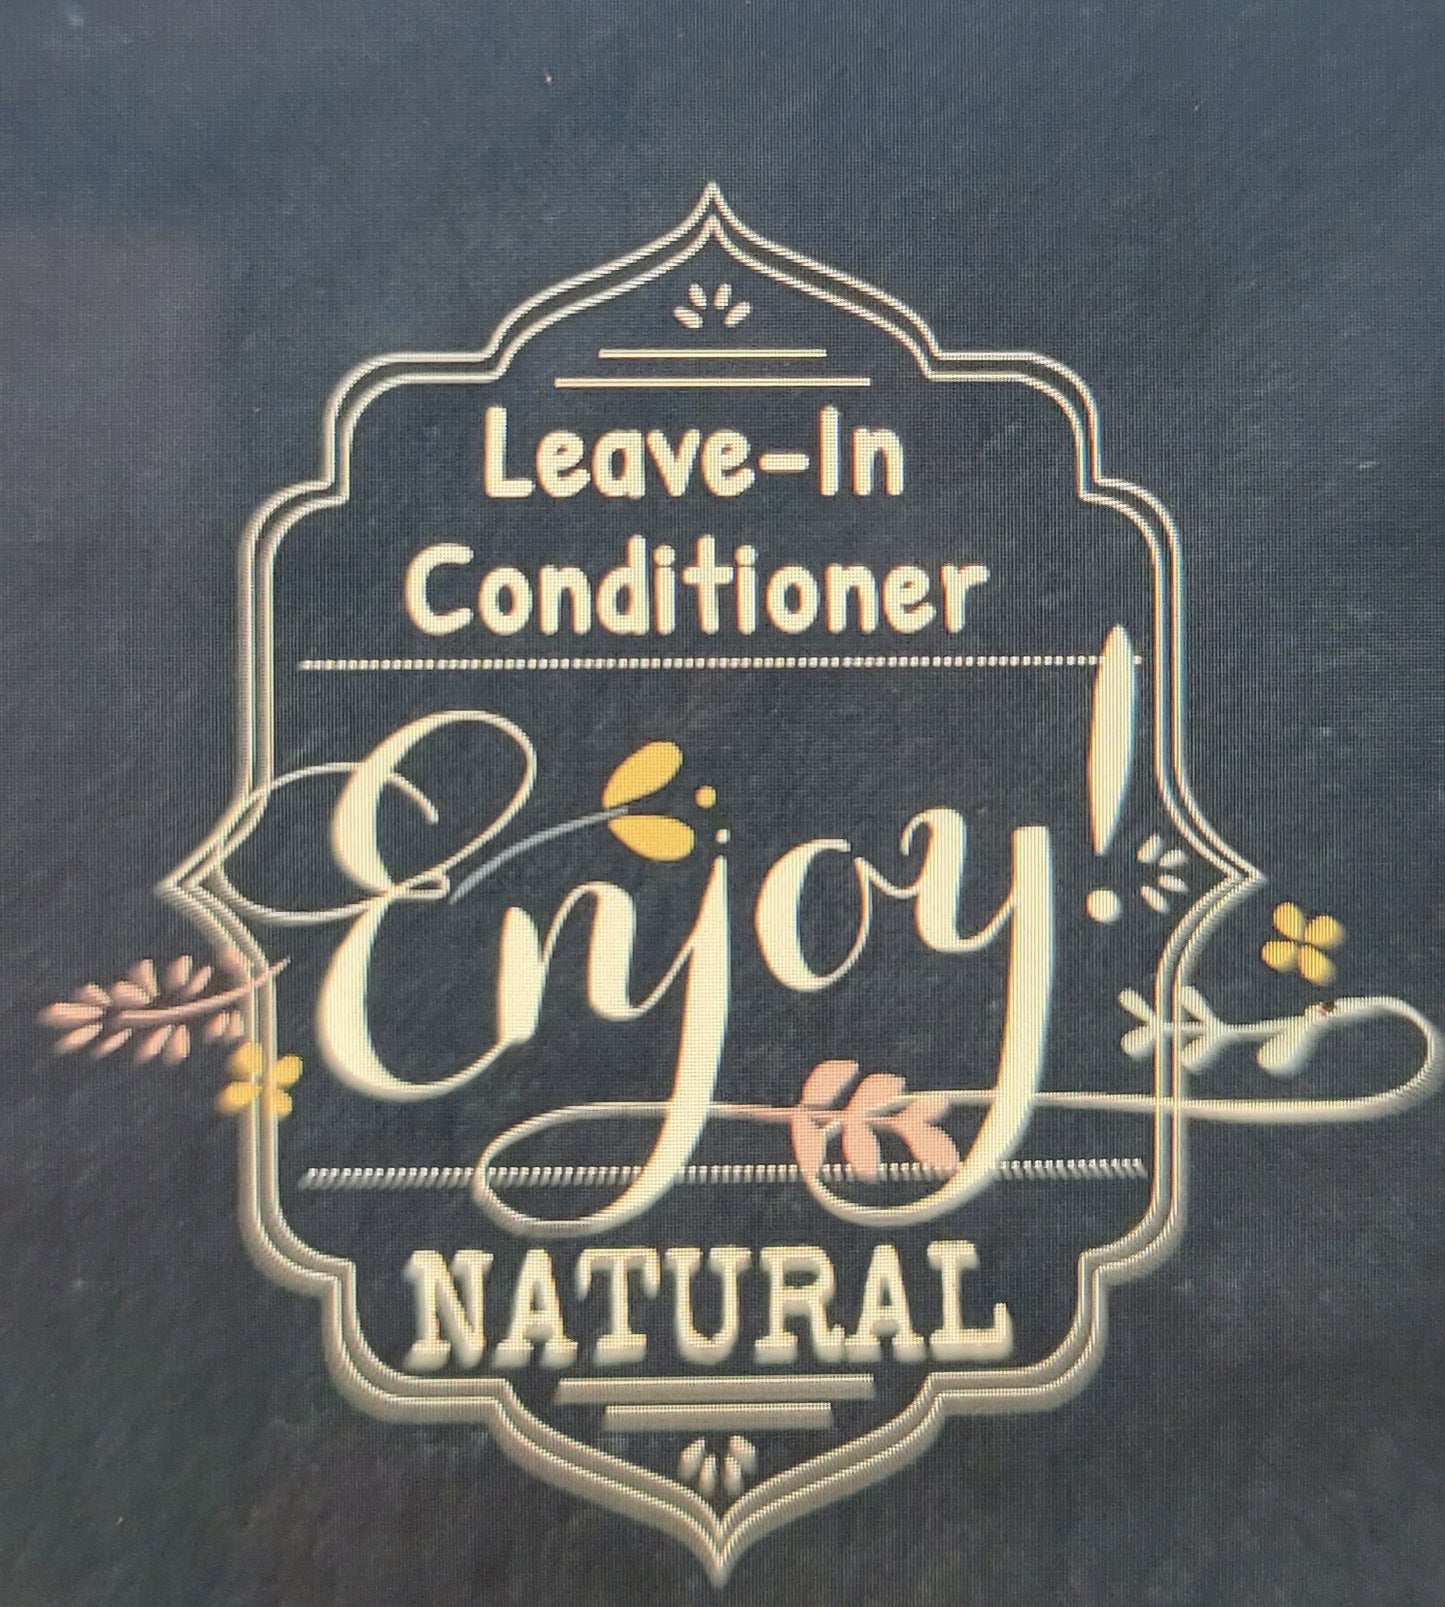 Leave-In
Conditioner
Enjoy!
NATURAL